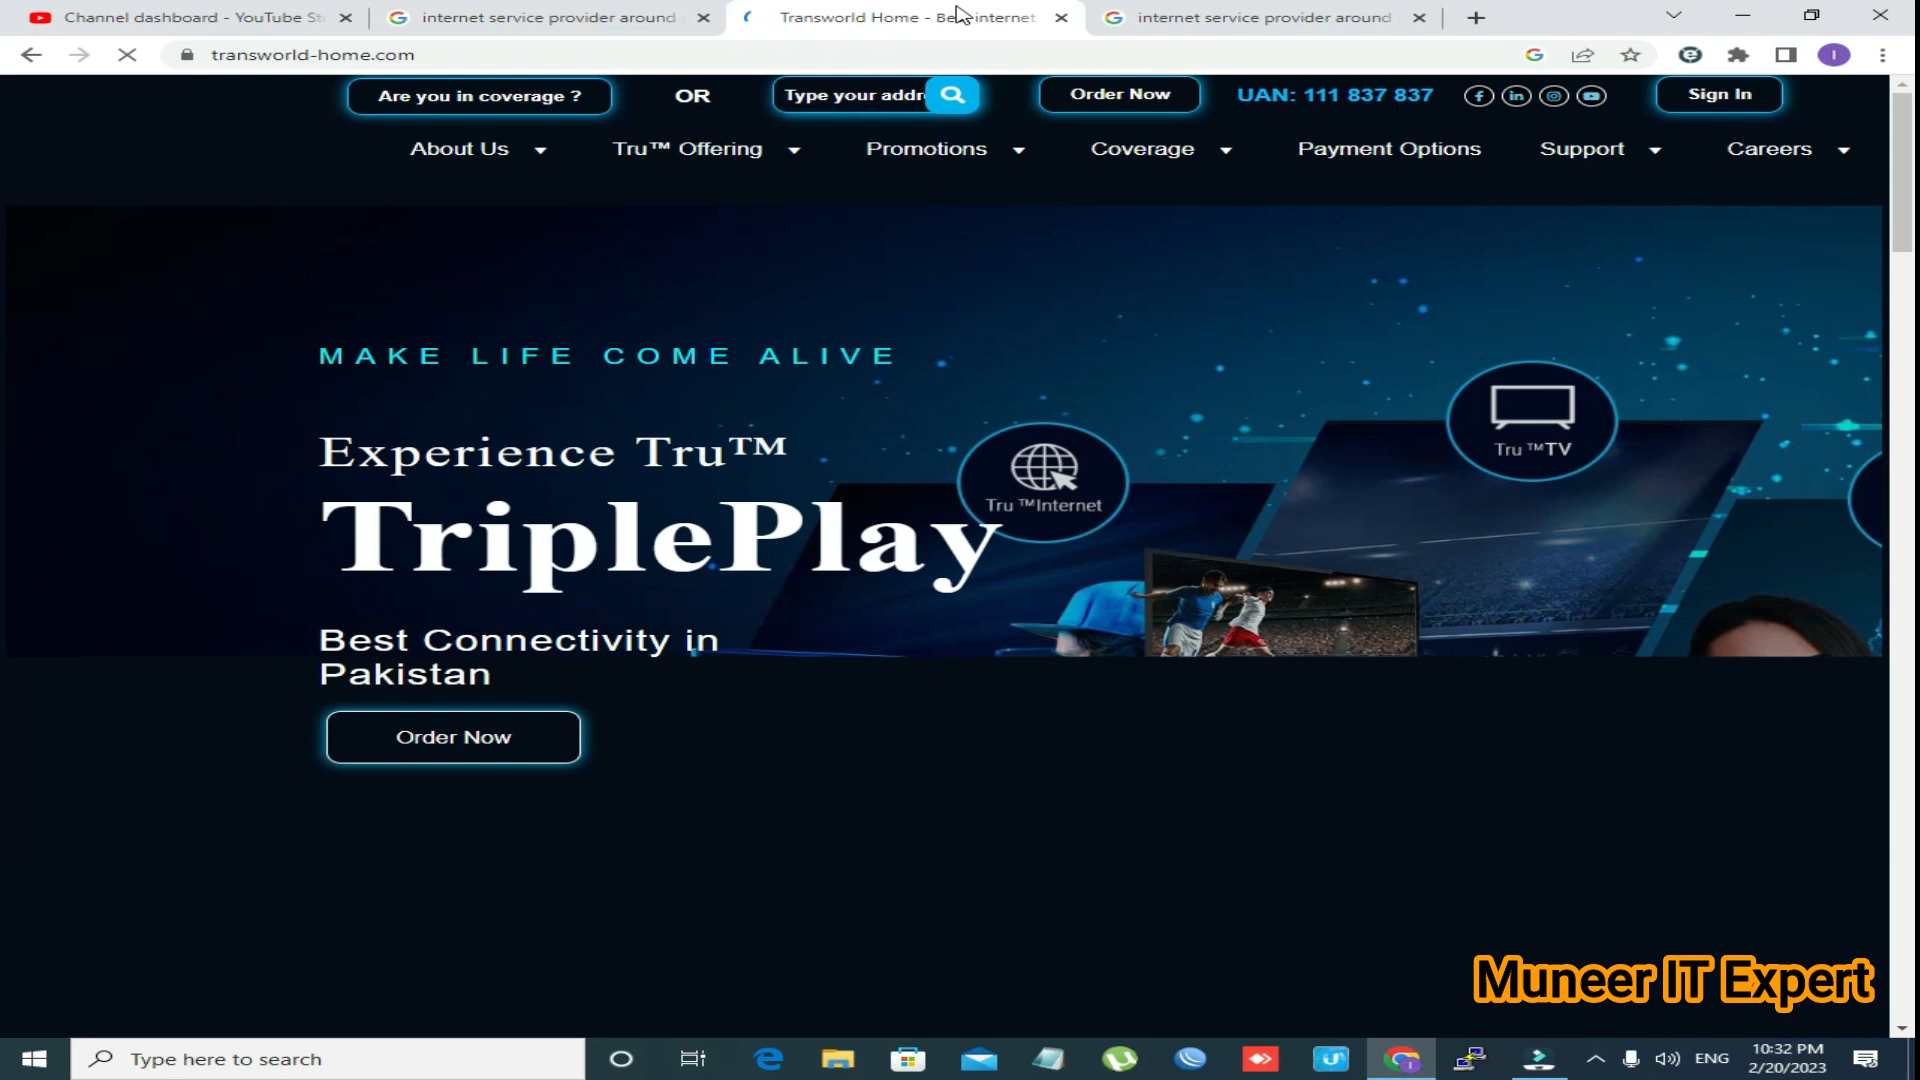 Channel dashboard - YouTube St
internet service provider around
Transworld Home - Be internet
internet service provider around
transworld-home.com
Are you in coverage ?
OR
Type your addr
Order Now
UAN: 111 837 837
Sign In
About Us
Tru™ Offering
Promotions
Coverage
Payment Options
Support
Careers
MAKE LIFE COME ALIVE
Experience Tru™
TriplePlay
Tru ™Internet
Tru ™TV
Best Connectivity in
Pakistan
Order Now
Muneer IT Expert
Type here to search
ENG
10:32 PM
2/20/2023